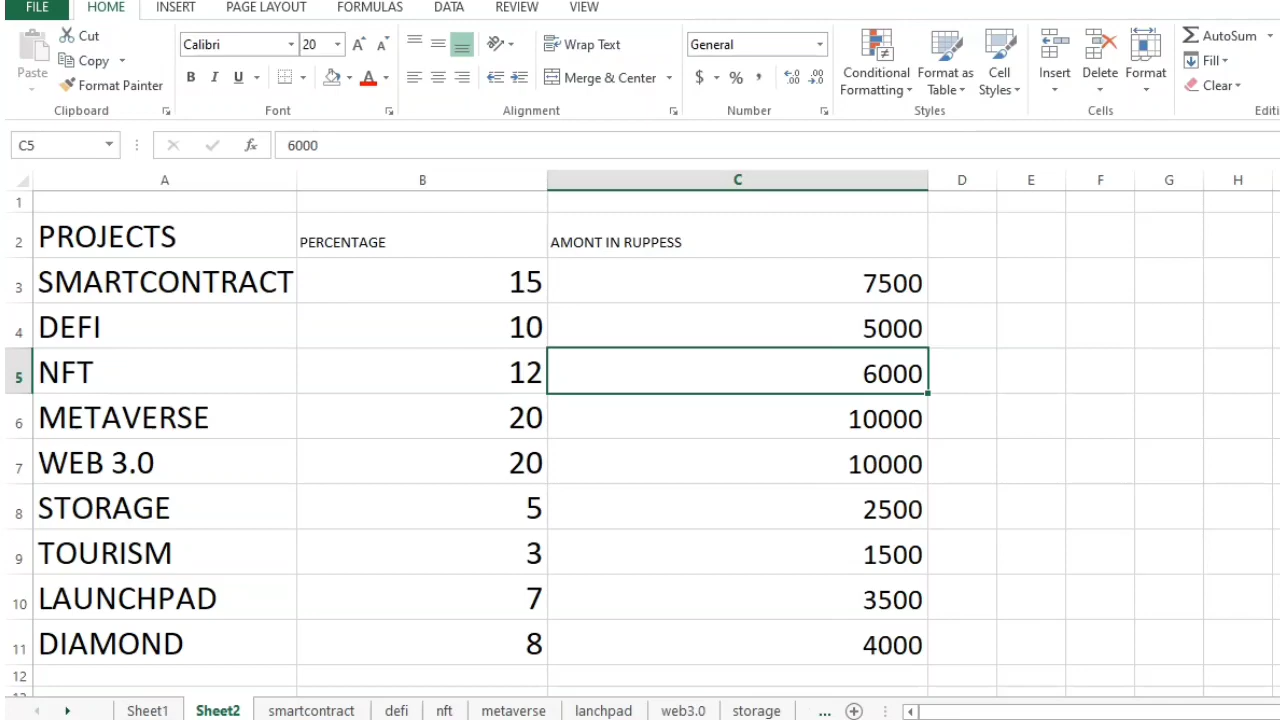 FILE HOME INSERT PAGE LAYOUT FORMULAS DATA REVIEW VIEW
Cut
Copy
Format Painter
Paste
Clipboard
Calibri 20
B I U
Font
Wrap Text
Merge & Center
Alignment
General
$ % ,
Number
Conditional Formatting
Format as Table
Cell Styles
Styles
Insert Delete Format
Cells
AutoSum
Fill
Clear
Editi
C5 fx 6000
A B C D E F G H
1
2 PROJECTS PERCENTAGE AMONT IN RUPPESS
3 SMARTCONTRACT 15 7500
4 DEFI 10 5000
5 NFT 12 6000
6 METAVERSE 20 10000
7 WEB 3.0 20 10000
8 STORAGE 5 2500
9 TOURISM 3 1500
10 LAUNCHPAD 7 3500
11 DIAMOND 8 4000
12
Sheet1 Sheet2 smartcontract defi nft metaverse lanchpad web3.0 storage ...